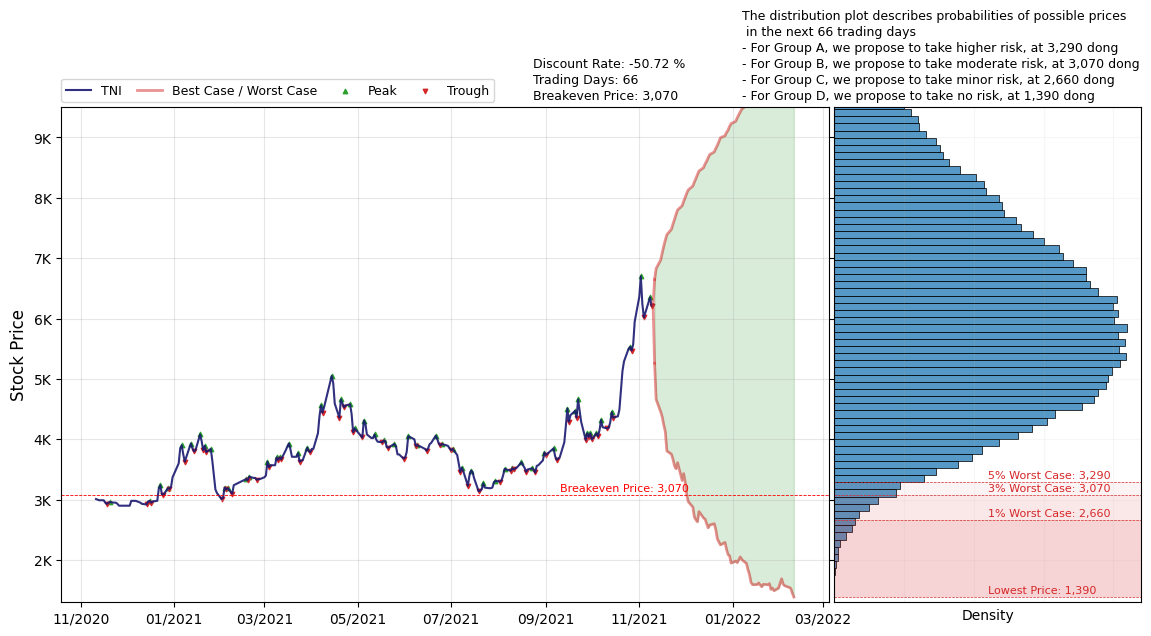 The distribution plot describes probabilities of possible prices
in the next 66 trading days
- For Group A, we propose to take higher risk, at 3,290 dong
- For Group B, we propose to take moderate risk, at 3,070 dong
- For Group C, we propose to take minor risk, at 2,660 dong
- For Group D, we propose to take no risk, at 1,390 dong
Discount Rate: -50.72 %
Trading Days: 66
Breakeven Price: 3,070
TNI
Best Case / Worst Case
Peak
Trough
Stock Price
9K
8K
7K
6K
5K
4K
3K
2K
Breakeven Price: 3,070
5% Worst Case: 3,290
3% Worst Case: 3,070
1% Worst Case: 2,660
Lowest Price: 1,390
11/2020
01/2021
03/2021
05/2021
07/2021
09/2021
11/2021
01/2022
03/2022
Density